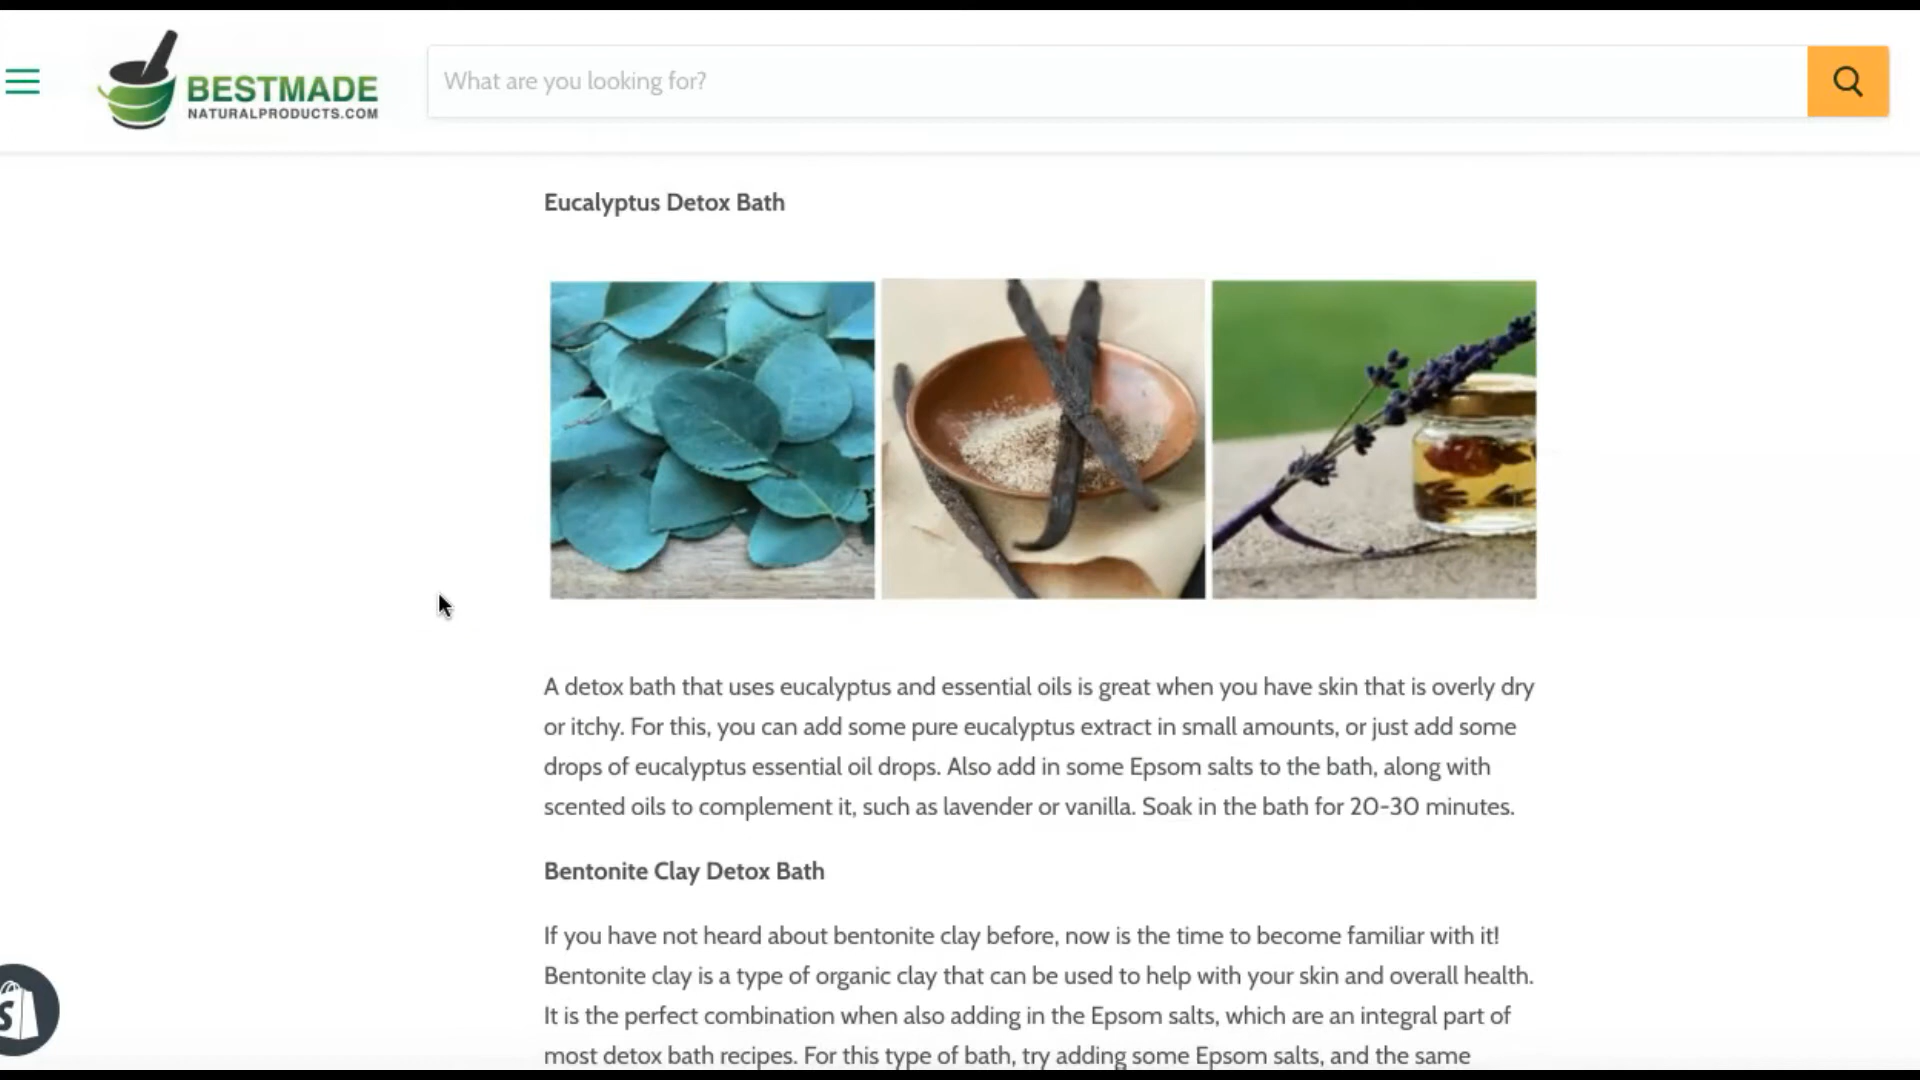 BESTMADE
NATURALPRODUCTS.COM
What are you looking for?
Eucalyptus Detox Bath
A detox bath that uses eucalyptus and essential oils is great when you have skin that is overly dry
or itchy. For this, you can add some pure eucalyptus extract in small amounts, or just add some
drops of eucalyptus essential oil drops. Also add in some Epsom salts to the bath, along with
scented oils to complement it, such as lavender or vanilla. Soak in the bath for 20-30 minutes.
Bentonite Clay Detox Bath
If you have not heard about bentonite clay before, now is the time to become familiar with it!
Bentonite clay is a type of organic clay that can be used to help with your skin and overall health.
It is the perfect combination when also adding in the Epsom salts, which are an integral part of
most detox bath recipes. For this type of bath, try adding some Epsom salts, and the same